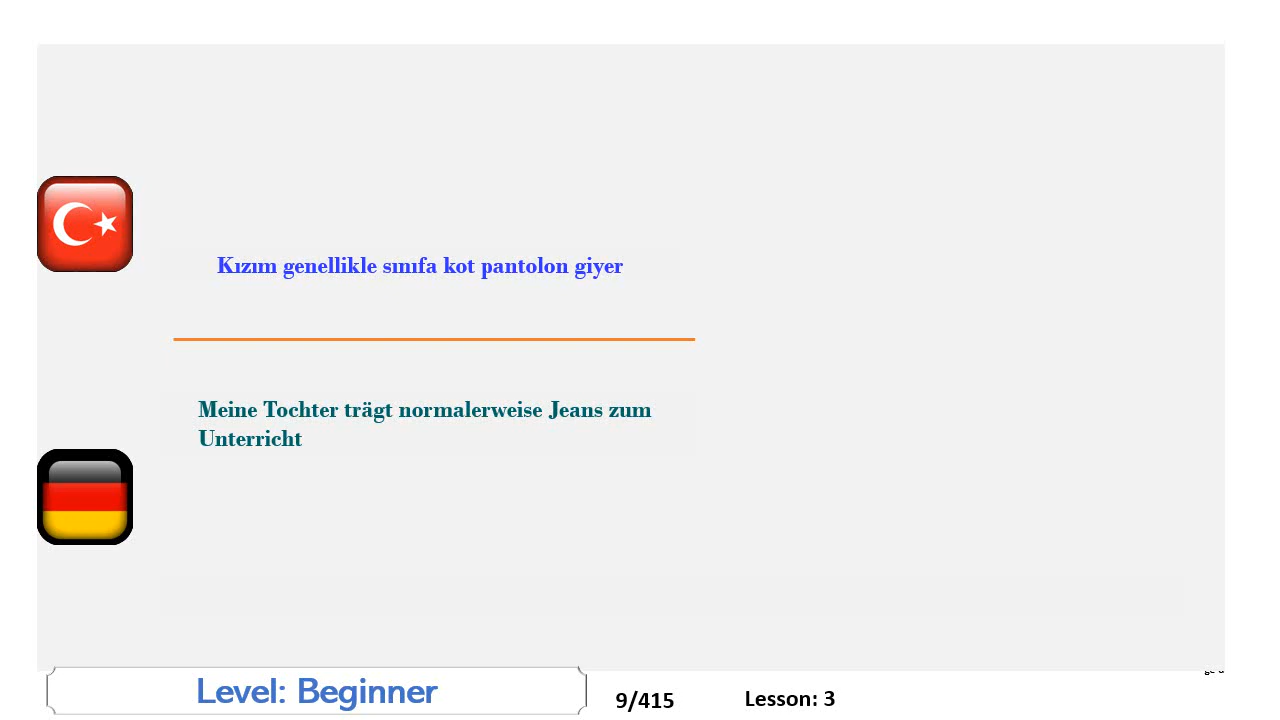 Kızım genellikle sınıfa kot pantolon giyer
Meine Tochter trägt normalerweise Jeans zum
Unterricht
Level: Beginner
9/415
Lesson: 3